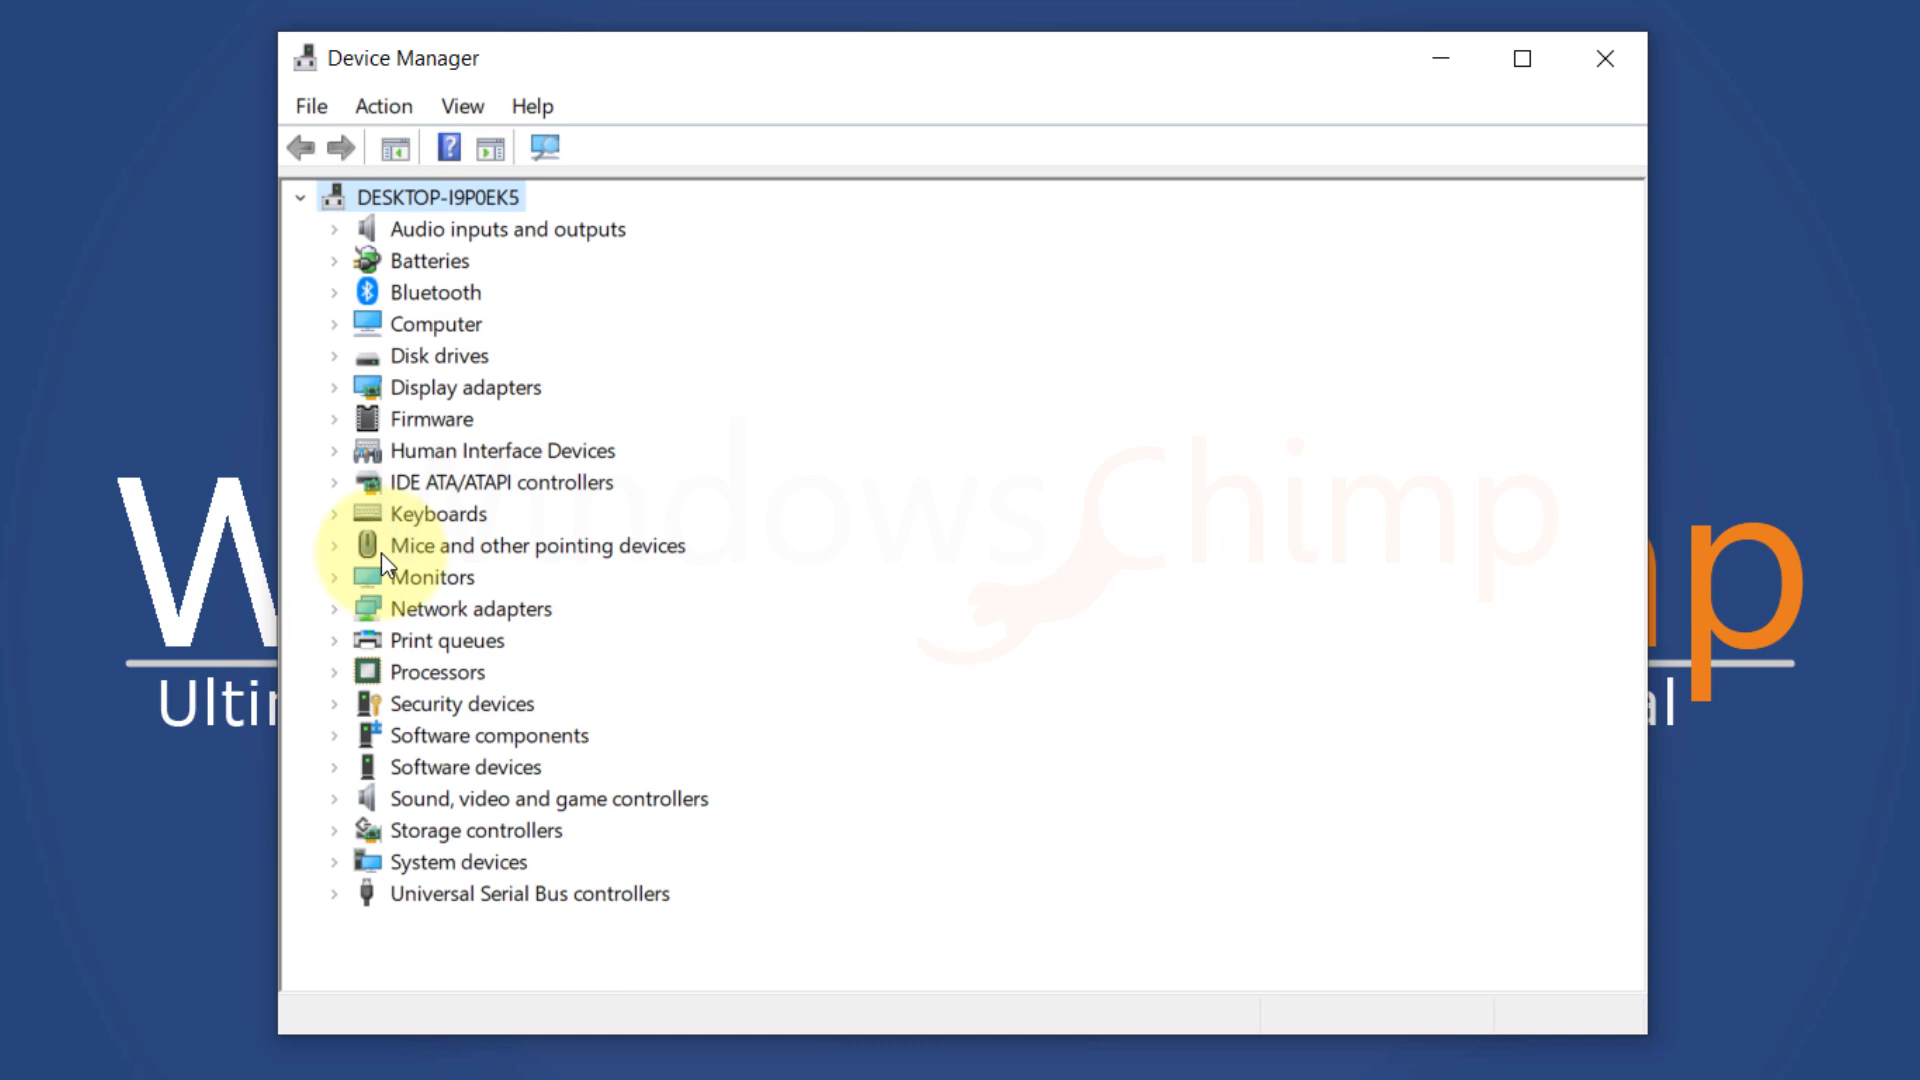 Device Manager
File Action View Help
DESKTOP-I9P0EK5
Audio inputs and outputs
Batteries
Bluetooth
Computer
Disk drives
Display adapters
Firmware
Human Interface Devices
IDE ATA/ATAPI controllers
Keyboards
Mice and other pointing devices
Monitors
Network adapters
Print queues
Processors
Security devices
Software components
Software devices
Sound, video and game controllers
Storage controllers
System devices
Universal Serial Bus controllers
indowsChimp